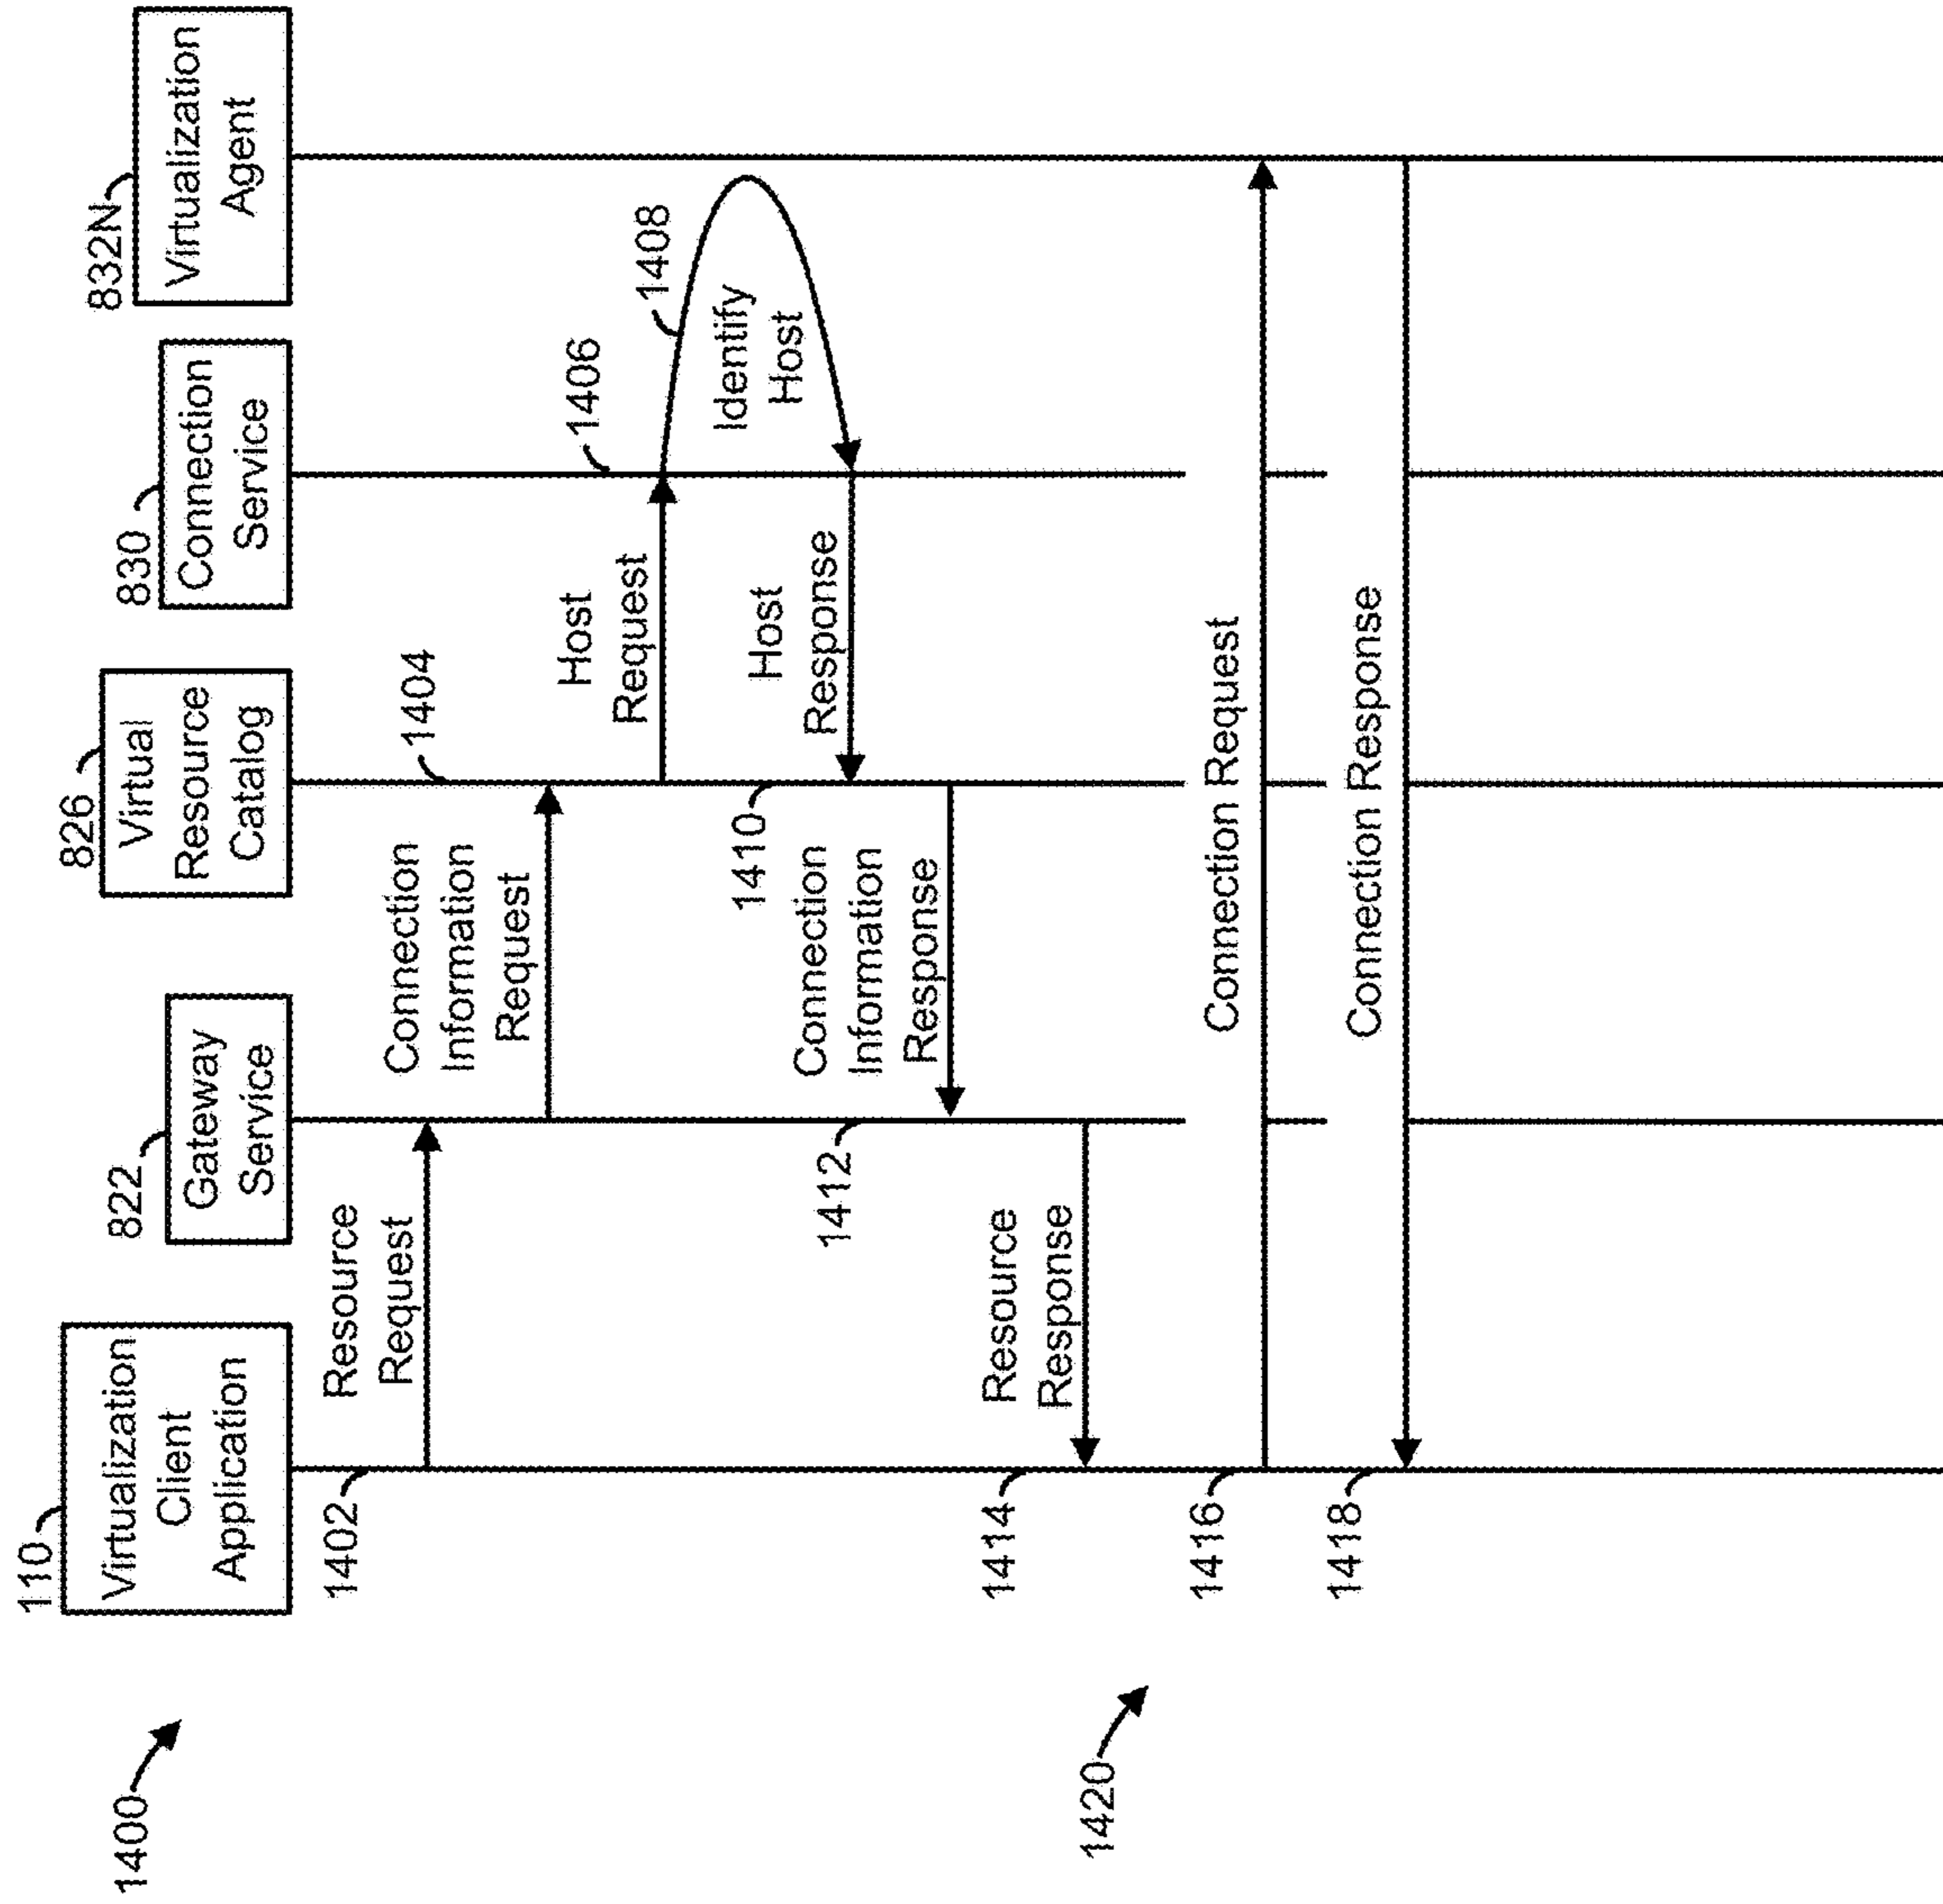 1400
110
Virtualization
Client
Application
822
Gateway
Service
826
Virtual
Resource
Catalog
830
Connection
Service
832N
Virtualization
Agent
1402
Resource
Request
1404
Connection
Information
Request
1406
Host
Request
1408
Identify
Host
Host
Response
1410
Connection
Information
Response
1412
Resource
Response
1414
1420
1416
Connection Request
1418
Connection Response